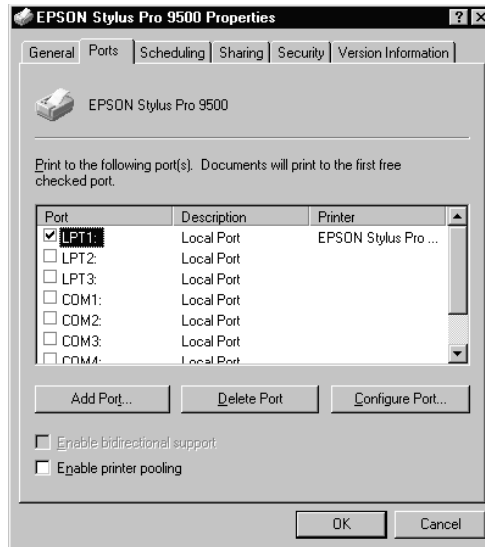 EPSON Stylus Pro 9500 Properties
General Ports Scheduling Sharing Security Version Information
EPSON Stylus Pro 9500
Print to the following port(s). Documents will print to the first free
checked port.
Port Description Printer
LPT1: Local Port EPSON Stylus Pro ...
LPT2: Local Port
LPT3: Local Port
COM1: Local Port
COM2: Local Port
COM3: Local Port
COM4: Local Port
Add Port... Delete Port Configure Port...
Enable bidirectional support
Enable printer pooling
OK Cancel